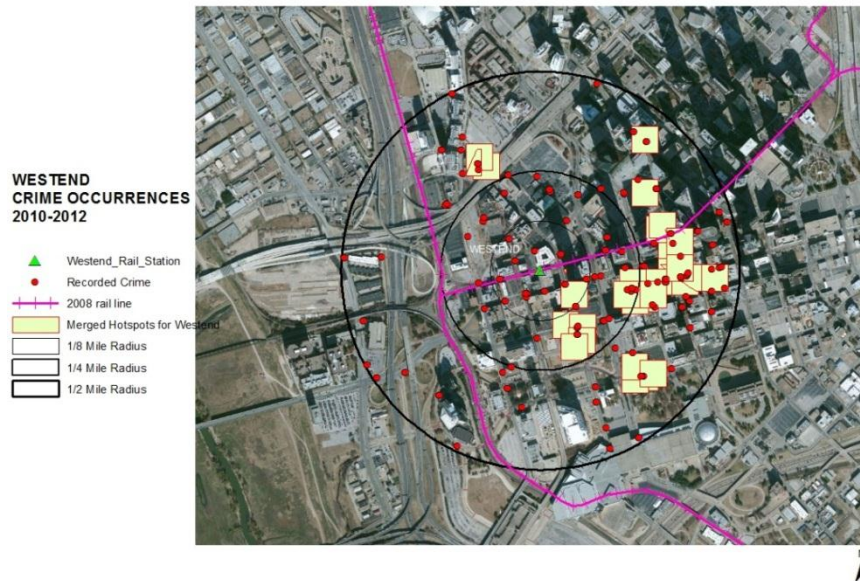 WESTEND
CRIME OCCURRENCES
2010-2012
Westend_Rail_Station
Recorded Crime
2008 rail line
Merged Hotspots for Westend
1/8 Mile Radius
1/4 Mile Radius
1/2 Mile Radius
WESTEND
N